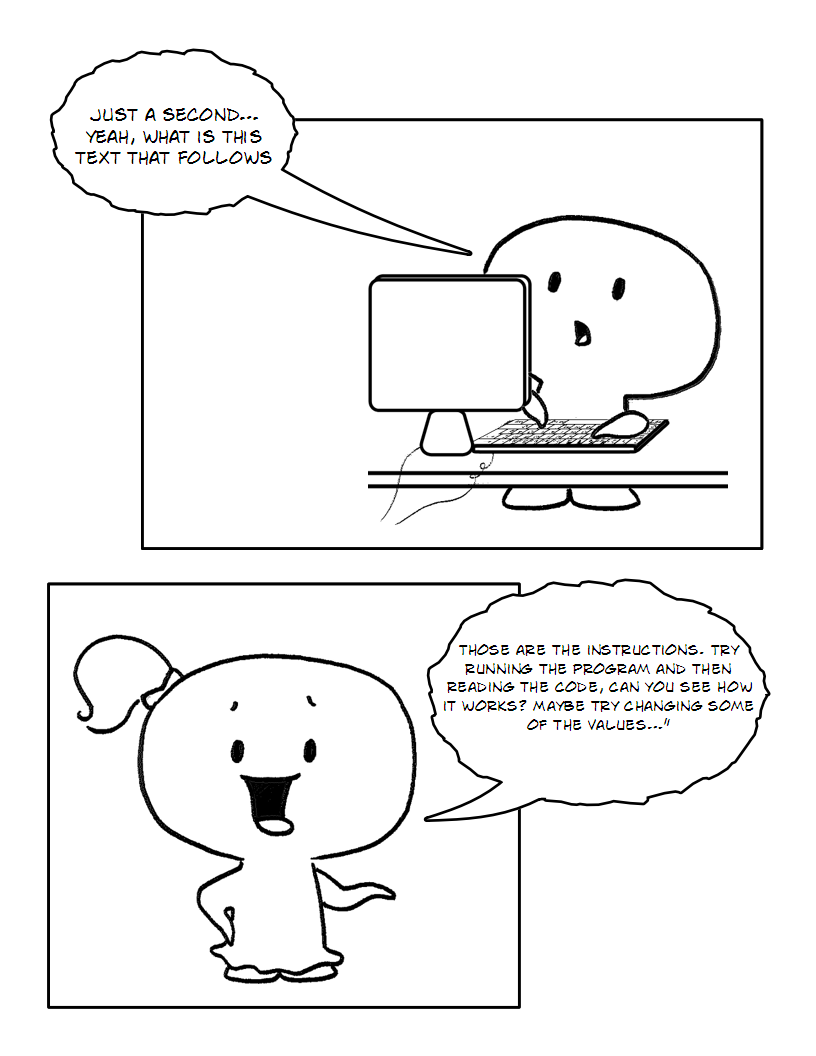 JUST A SECOND...
YEAH, WHAT IS THIS
TEXT THAT FOLLOWS
THOSE ARE THE INSTRUCTIONS. TRY
RUNNING THE PROGRAM AND THEN
READING THE CODE, CAN YOU SEE HOW
IT WORKS? MAYBE TRY CHANGING SOME
OF THE VALUES..."